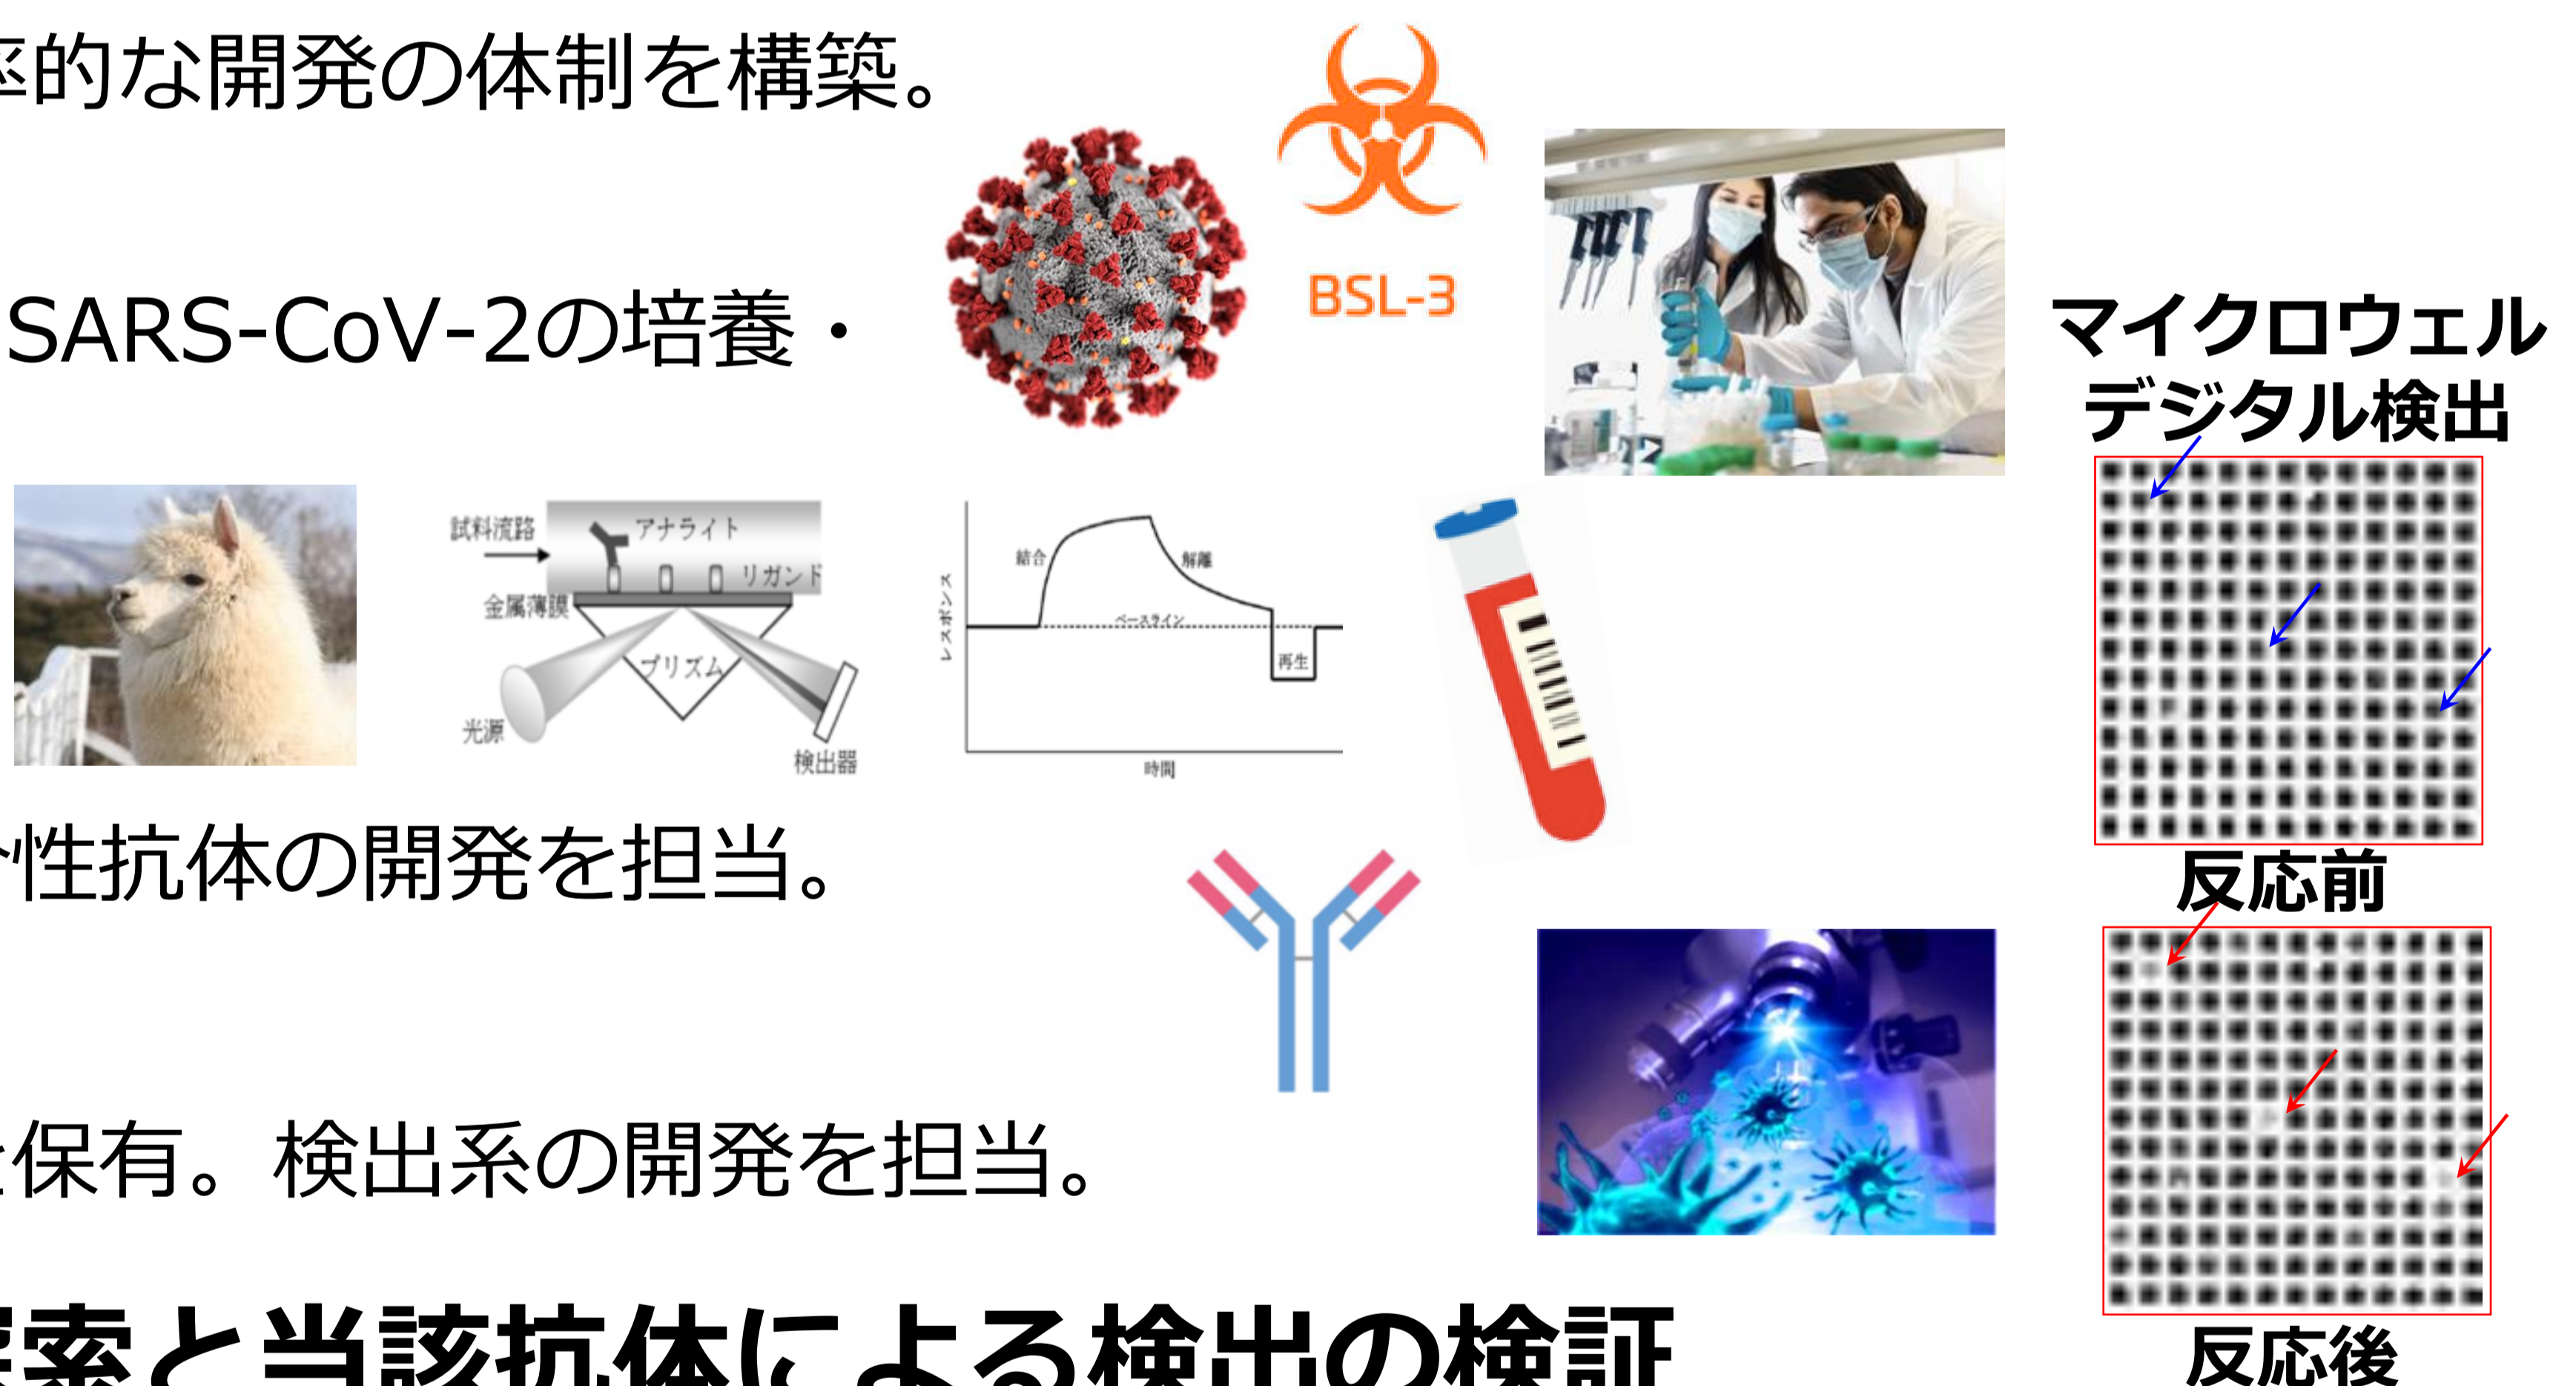 的な開発の体制を構築。
BSL-3
SARS-CoV-2の培養・
マイクロウェル
デジタル検出
試料流路
アナライト
リガンド
金属薄膜
プリズム
光源
検出器
レスポンス
結合
解離
ベースライン
再生
時間
性抗体の開発を担当。
反応前
保有。検出系の開発を担当。
索と当該抗体による検出の検証
反応後